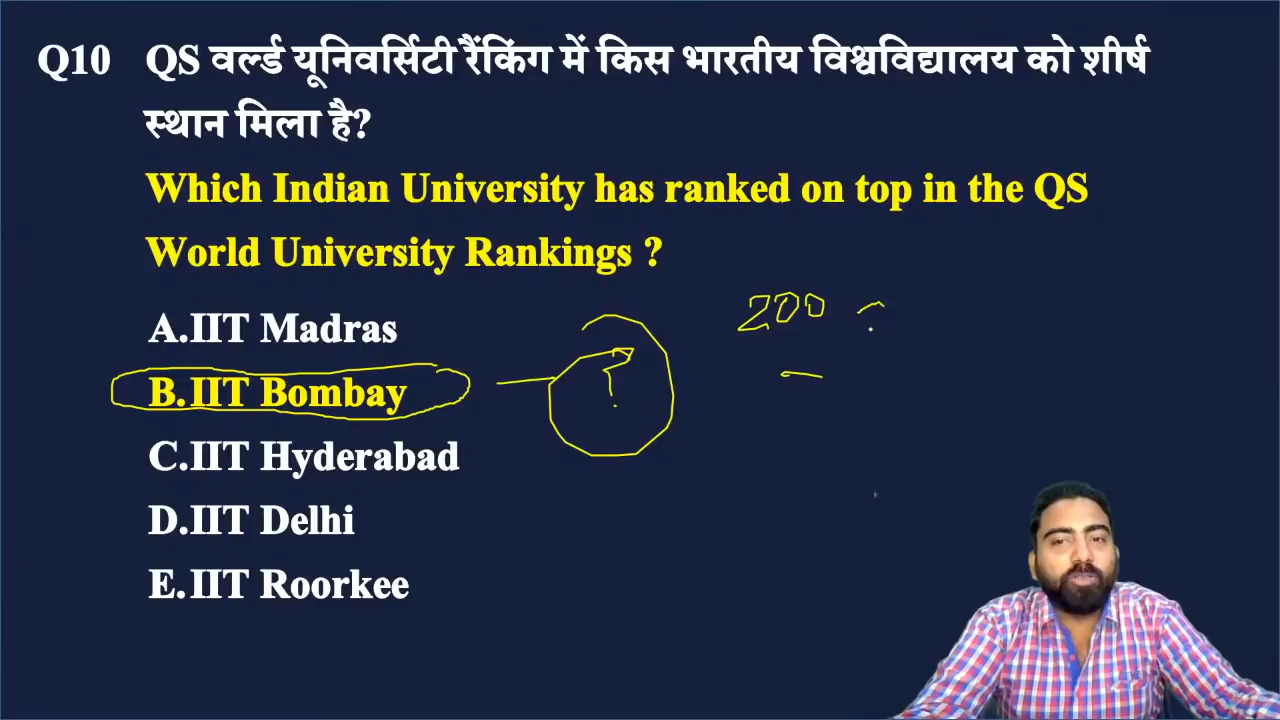 Q10 QS वर्ल्ड यूनिवर्सिटी रैंकिंग में किस भारतीय विश्वविद्यालय को शीर्ष
स्थान मिला है?
Which Indian University has ranked on top in the QS
World University Rankings ?
A.IIT Madras
B.IIT Bombay
C.IIT Hyderabad
D.IIT Delhi
E.IIT Roorkee
?
200